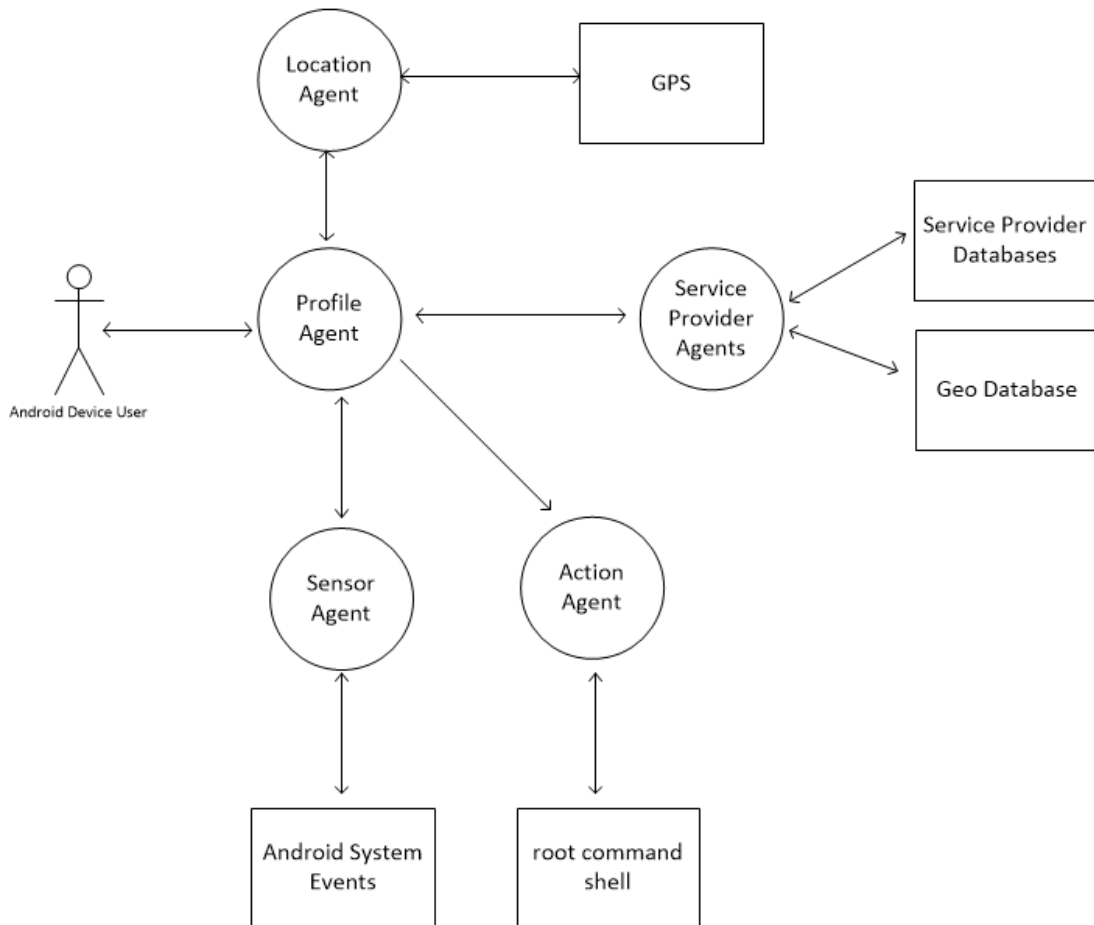 Location
Agent
GPS
Service Provider
Databases
Profile
Agent
Service
Provider
Agents
Android Device User
Geo Database
Sensor
Agent
Action
Agent
Android System
Events
root command
shell